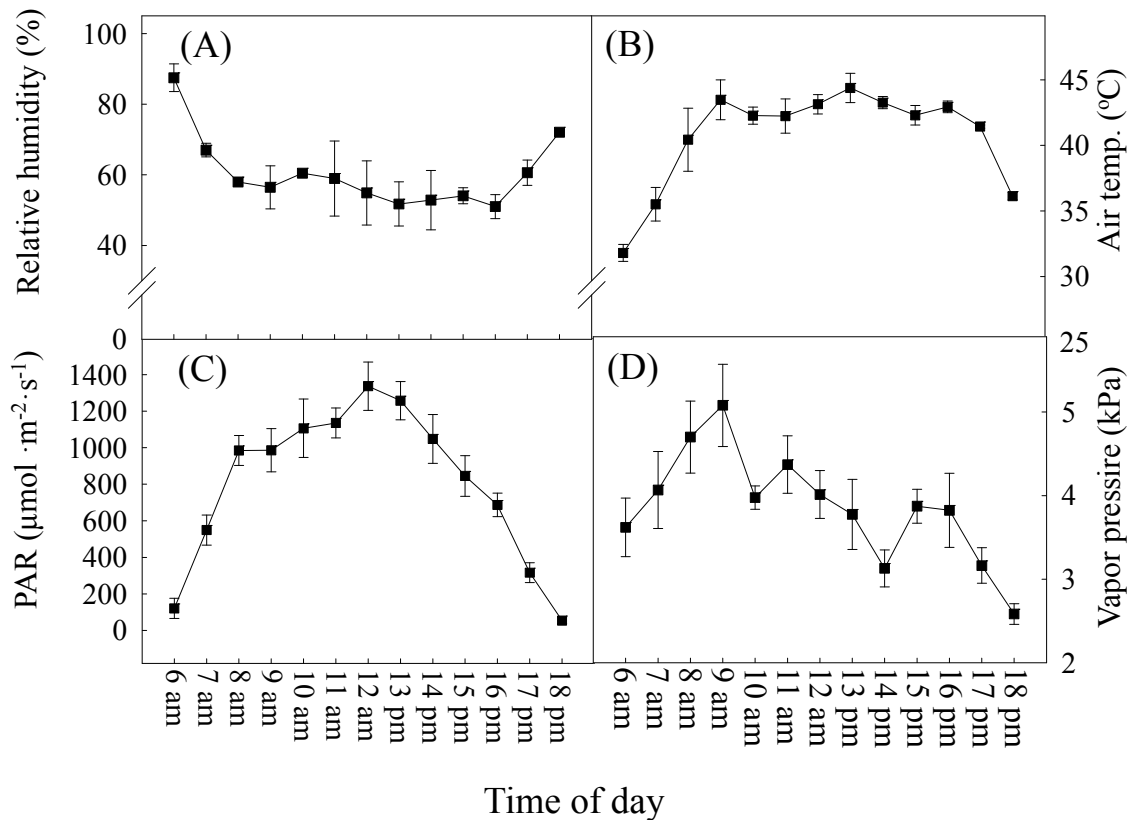 (A)
Relative humidity (%)
100
80
60
40
0
(B)
Air temp. (ºC)
45
40
35
30
25
(C)
PAR (μmol ·m⁻²·s⁻¹)
1400
1200
1000
800
600
400
200
0
6 am
7 am
8 am
9 am
10 am
11 am
12 am
13 pm
14 pm
15 pm
16 pm
17 pm
18 pm
(D)
Vapor pressire (kPa)
5
4
3
2
6 am
7 am
8 am
9 am
10 am
11 am
12 am
13 pm
14 pm
15 pm
16 pm
17 pm
18 pm
Time of day